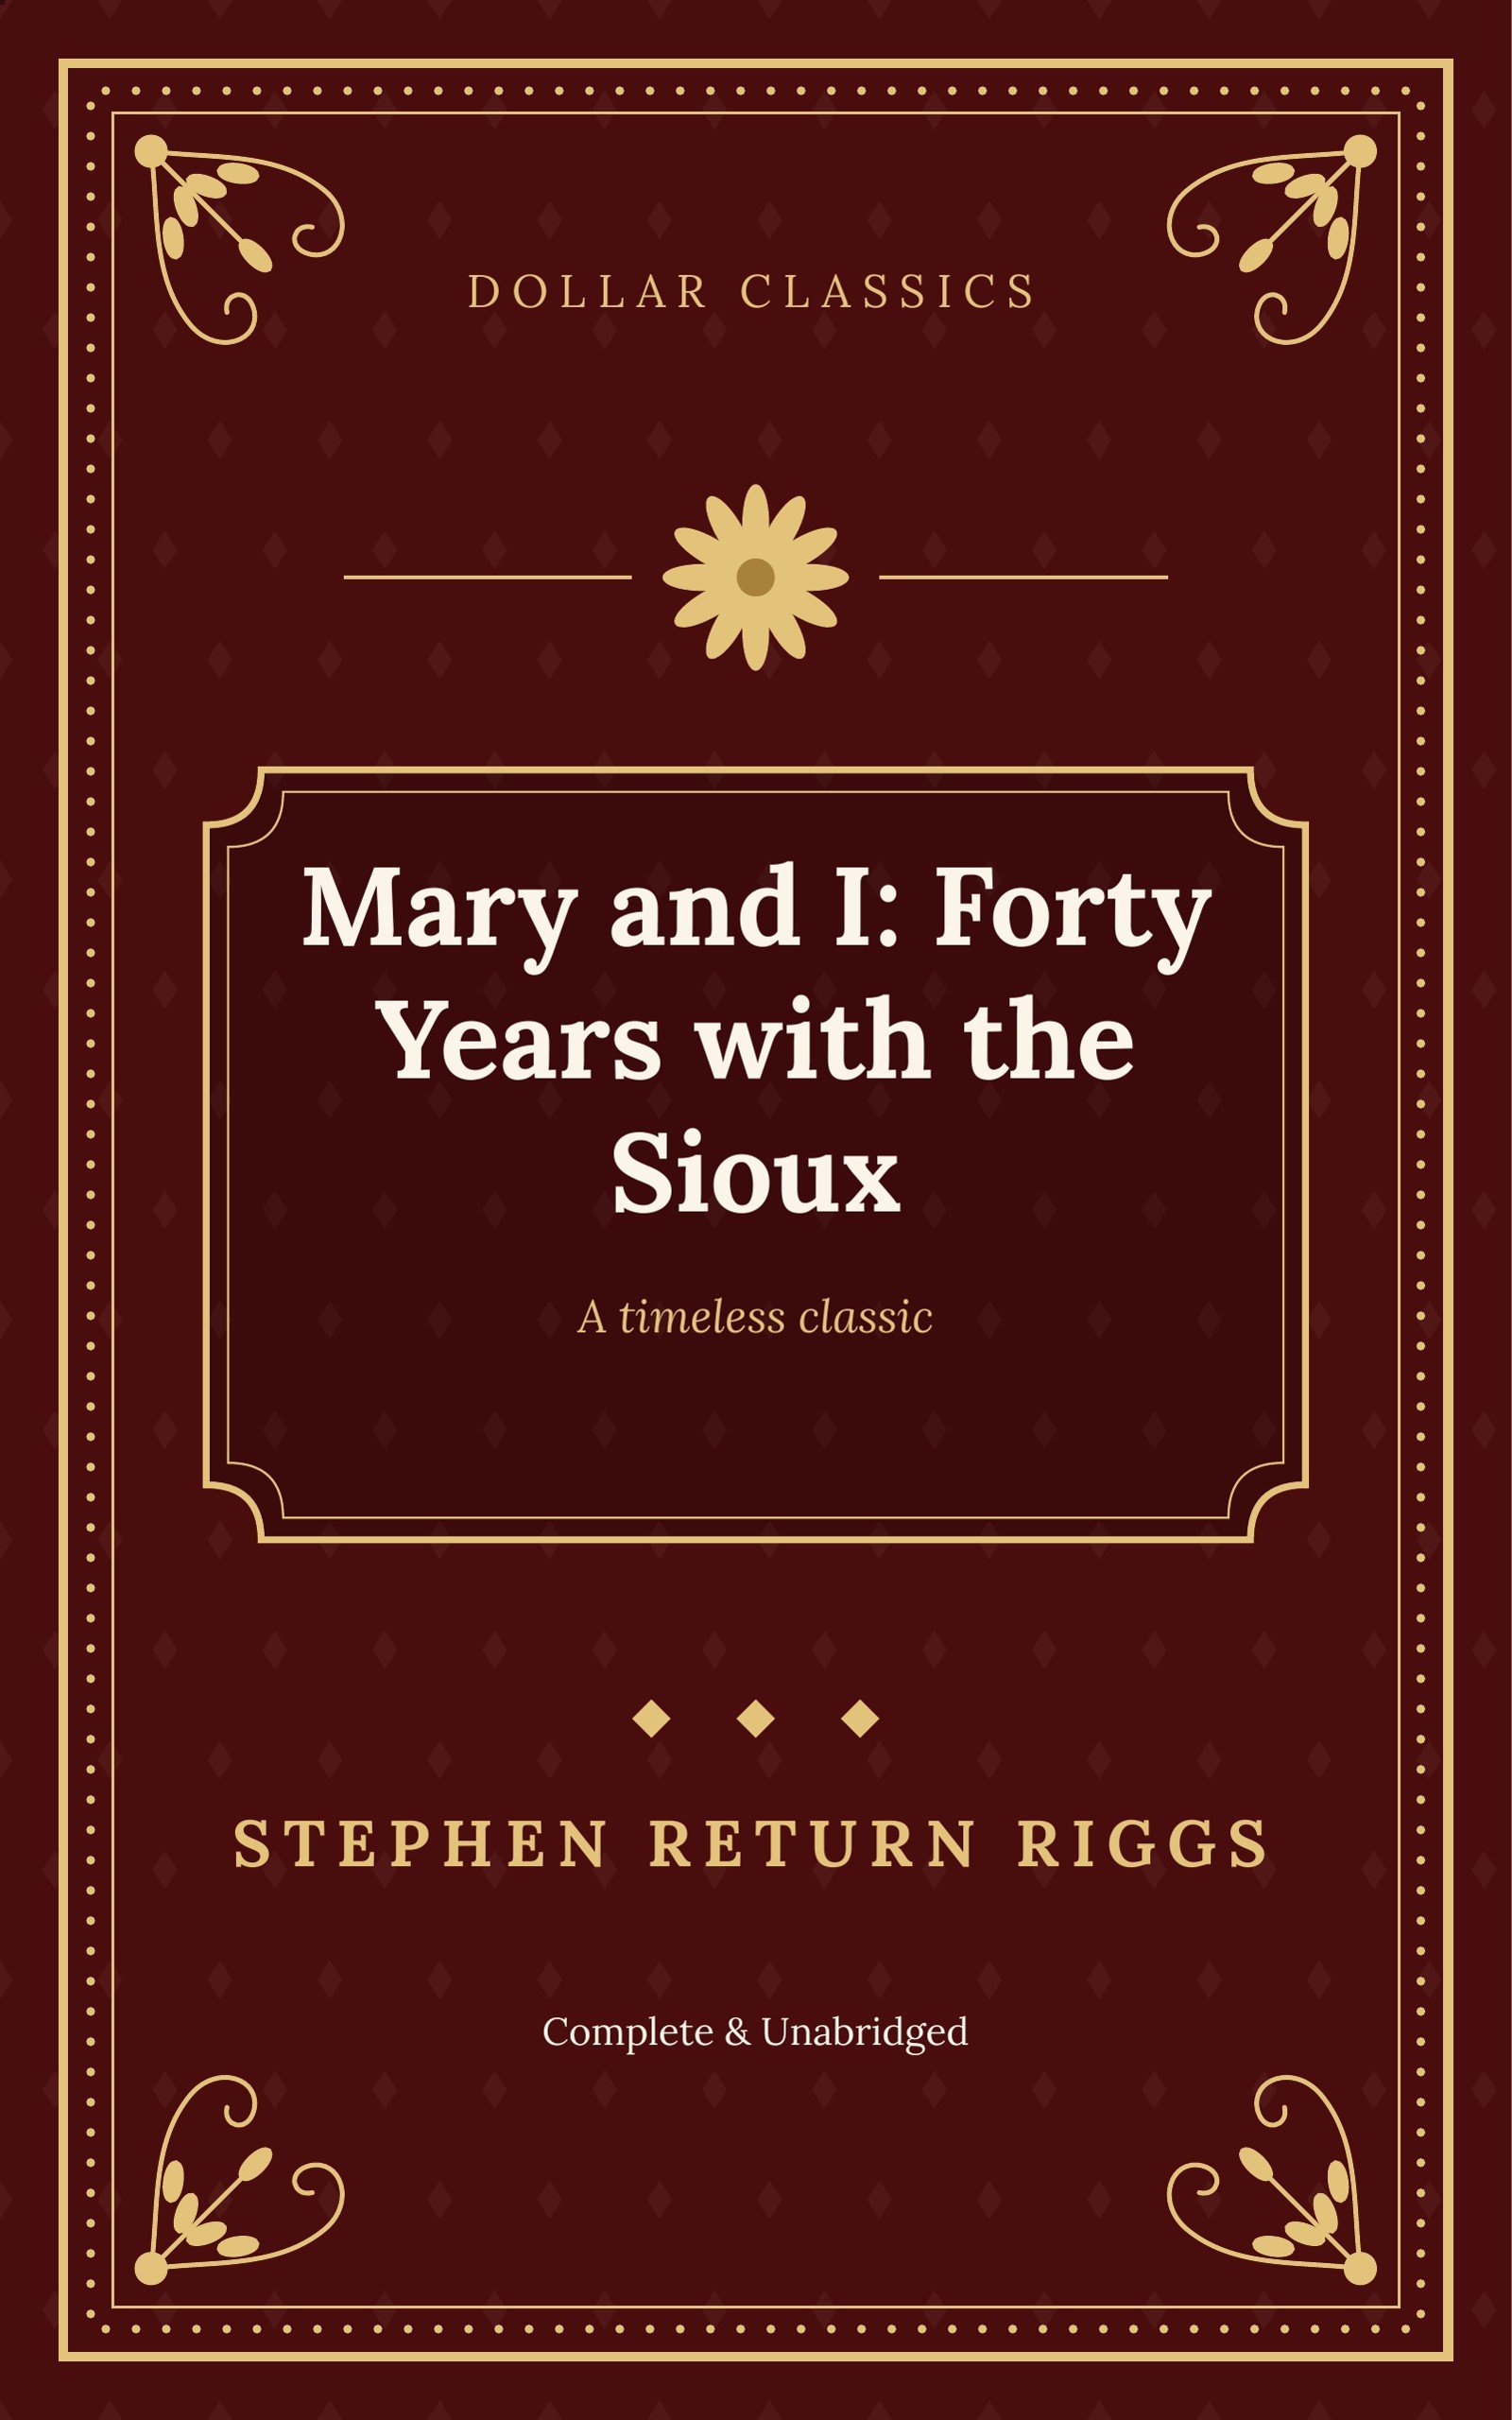 DOLLAR CLASSICS
Mary and I: Forty
Years with the
Sioux
A timeless classic
STEPHEN RETURN RIGGS
Complete & Unabridged